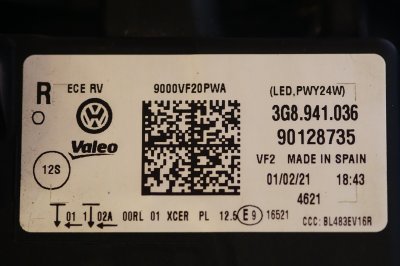 R ECE RV 9000VF20PWA (LED,PWY24W)
VW 3G8.941.036
Valeo 90128735
VF2 MADE IN SPAIN
12S 01/02/21 18:43
4621
01 1 02A 00RL 01 XCER PL 12.5 E9 16521 CCC: BL483EV16R